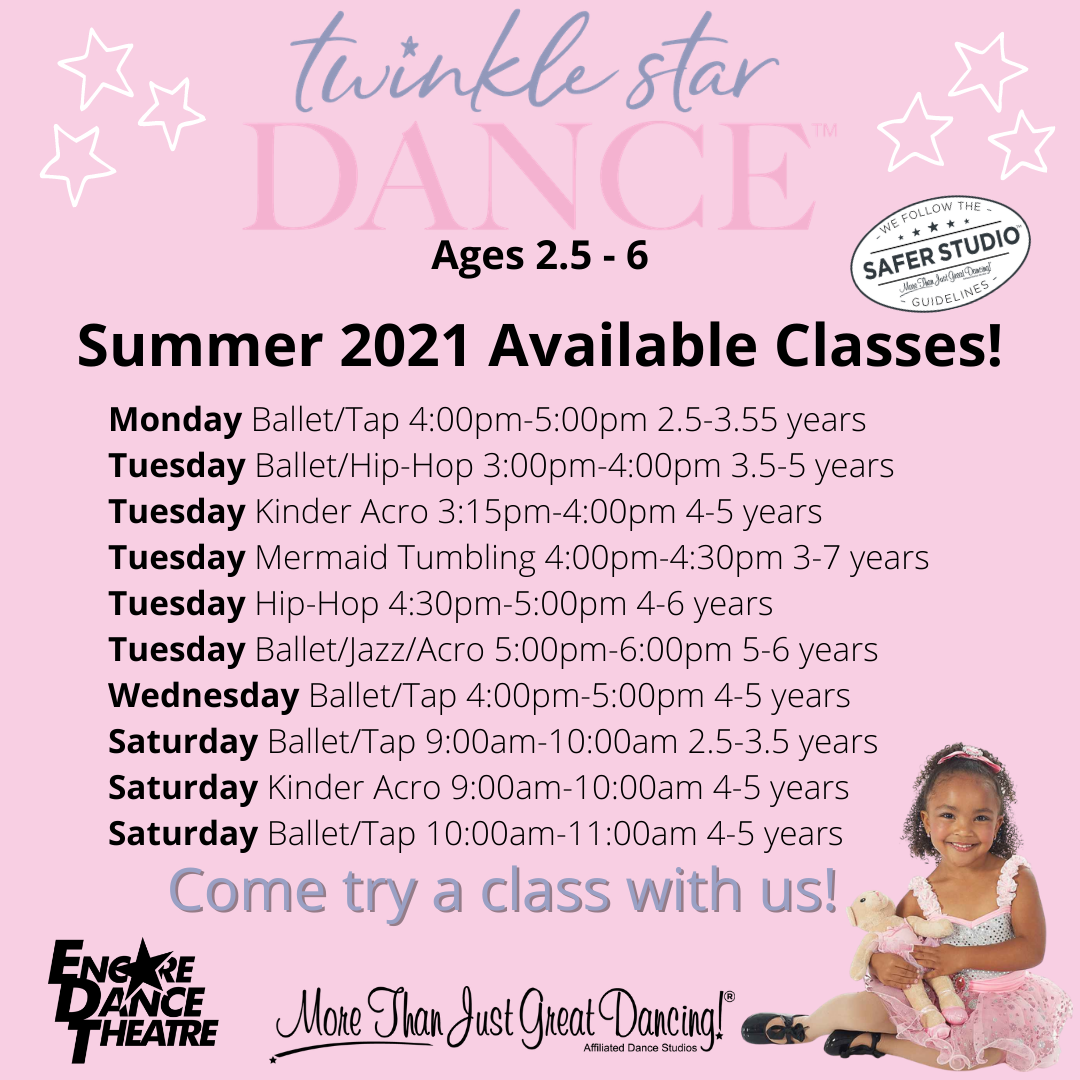 twinkle star
DANCE™
Ages 2.5 - 6
- WE FOLLOW THE -
SAFER STUDIO
More Than Just Great Dancing!
- GUIDELINES -
Summer 2021 Available Classes!
Monday Ballet/Tap 4:00pm-5:00pm 2.5-3.55 years
Tuesday Ballet/Hip-Hop 3:00pm-4:00pm 3.5-5 years
Tuesday Kinder Acro 3:15pm-4:00pm 4-5 years
Tuesday Mermaid Tumbling 4:00pm-4:30pm 3-7 years
Tuesday Hip-Hop 4:30pm-5:00pm 4-6 years
Tuesday Ballet/Jazz/Acro 5:00pm-6:00pm 5-6 years
Wednesday Ballet/Tap 4:00pm-5:00pm 4-5 years
Saturday Ballet/Tap 9:00am-10:00am 2.5-3.5 years
Saturday Kinder Acro 9:00am-10:00am 4-5 years
Saturday Ballet/Tap 10:00am-11:00am 4-5 years
Come try a class with us!
ENCORE
DANCE
THEATRE
More Than Just Great Dancing!®
Affiliated Dance Studios